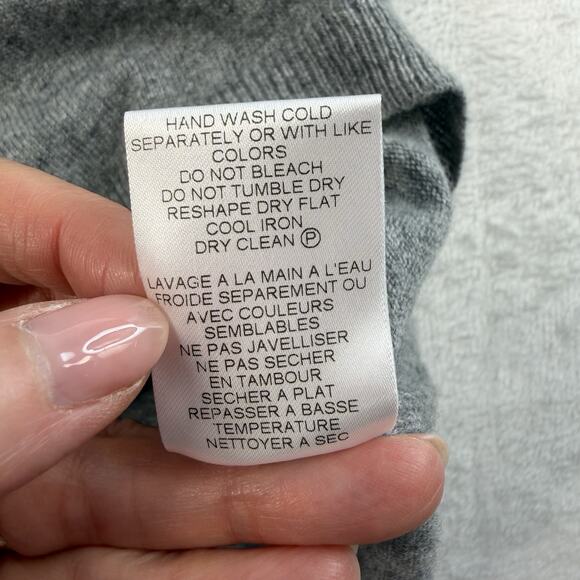 HAND WASH COLD
SEPARATELY OR WITH LIKE
COLORS
DO NOT BLEACH
DO NOT TUMBLE DRY
RESHAPE DRY FLAT
COOL IRON
DRY CLEAN Ⓟ
LAVAGE A LA MAIN A L'EAU
FROIDE SEPAREMENT OU
AVEC COULEURS
SEMBLABLES
NE PAS JAVELLISER
NE PAS SECHER
EN TAMBOUR
SECHER A PLAT
REPASSER A BASSE
TEMPERATURE
NETTOYER A SEC